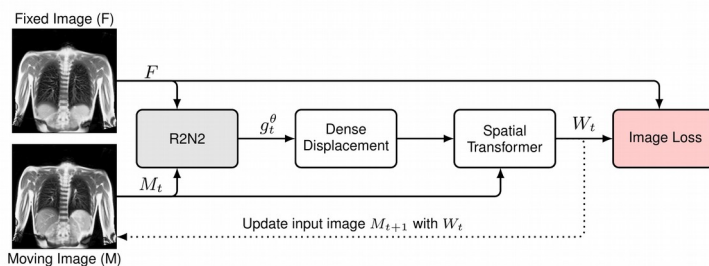 Fixed Image (F)
F
R2N2
g_t^θ
Dense
Displacement
Spatial
Transformer
W_t
Image Loss
M_t
Update input image M_{t+1} with W_t
Moving Image (M)